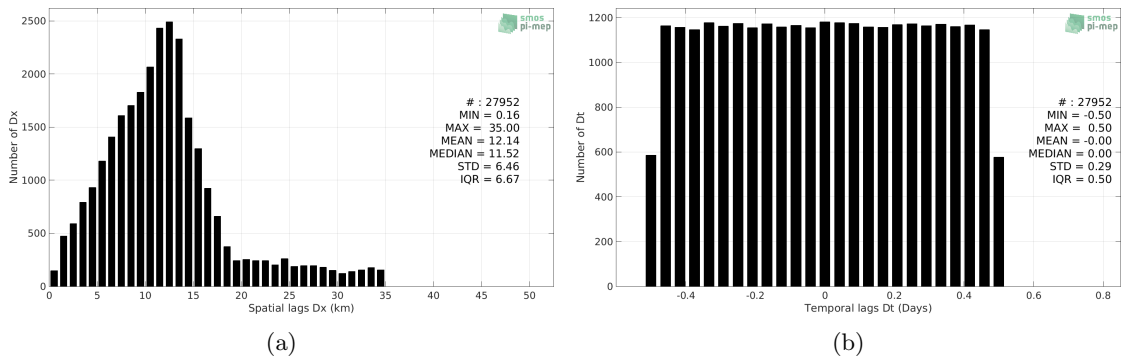 smos
pi-mep
2500
2000
1500
1000
500
0
Number of Dx
# : 27952
MIN = 0.16
MAX = 35.00
MEAN = 12.14
MEDIAN = 11.52
STD = 6.46
IQR = 6.67
0 5 10 15 20 25 30 35 40 45 50
Spatial lags Dx (km)
(a)
smos
pi-mep
1200
1000
800
600
400
200
0
Number of Dt
# : 27952
MIN = -0.50
MAX = 0.50
MEAN = -0.00
MEDIAN = 0.00
STD = 0.29
IQR = 0.50
-0.4 -0.2 0 0.2 0.4 0.6 0.8
Temporal lags Dt (Days)
(b)